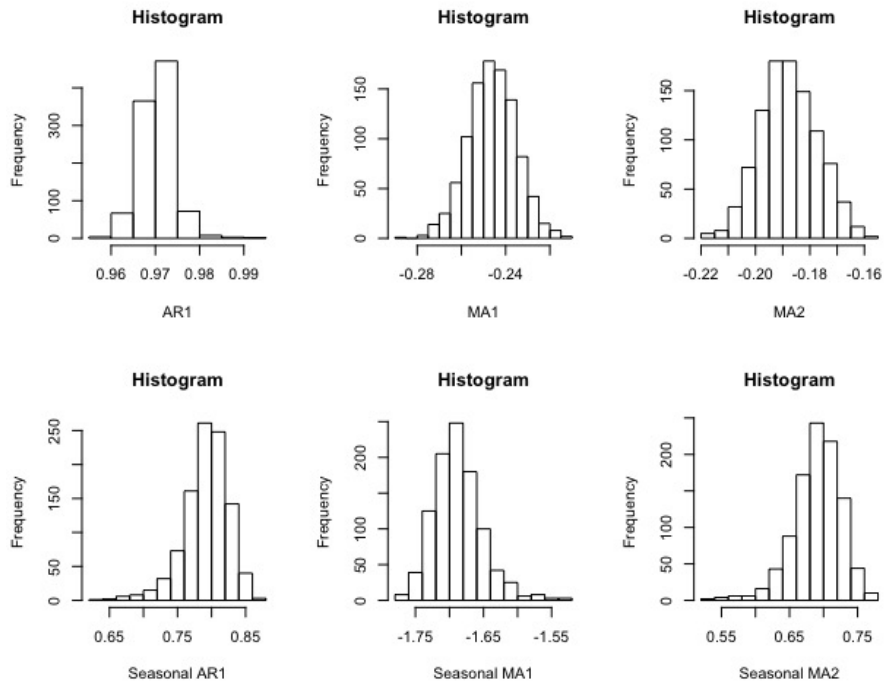 Histogram
Histogram
Histogram
Frequency
0 100 300
0.96 0.97 0.98 0.99
AR1
Frequency
0 50 100 150
-0.28 -0.24
MA1
Frequency
0 50 100 150
-0.22 -0.20 -0.18 -0.16
MA2
Histogram
Histogram
Histogram
Frequency
0 50 150 250
0.65 0.75 0.85
Seasonal AR1
Frequency
0 50 100 200
-1.75 -1.65 -1.55
Seasonal MA1
Frequency
0 50 100 200
0.55 0.65 0.75
Seasonal MA2